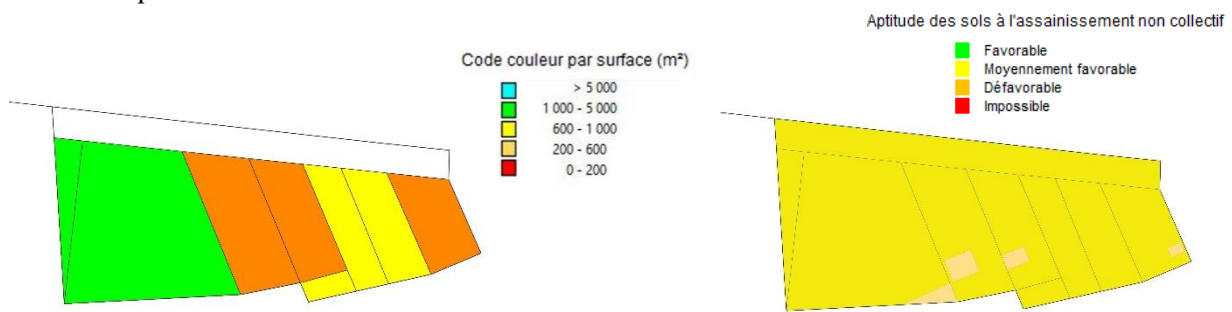 Aptitude des sols à l'assainissement non collectif
Code couleur par surface (m²)
> 5 000
1 000 - 5 000
600 - 1 000
200 - 600
0 - 200
Favorable
Moyennement favorable
Défavorable
Impossible